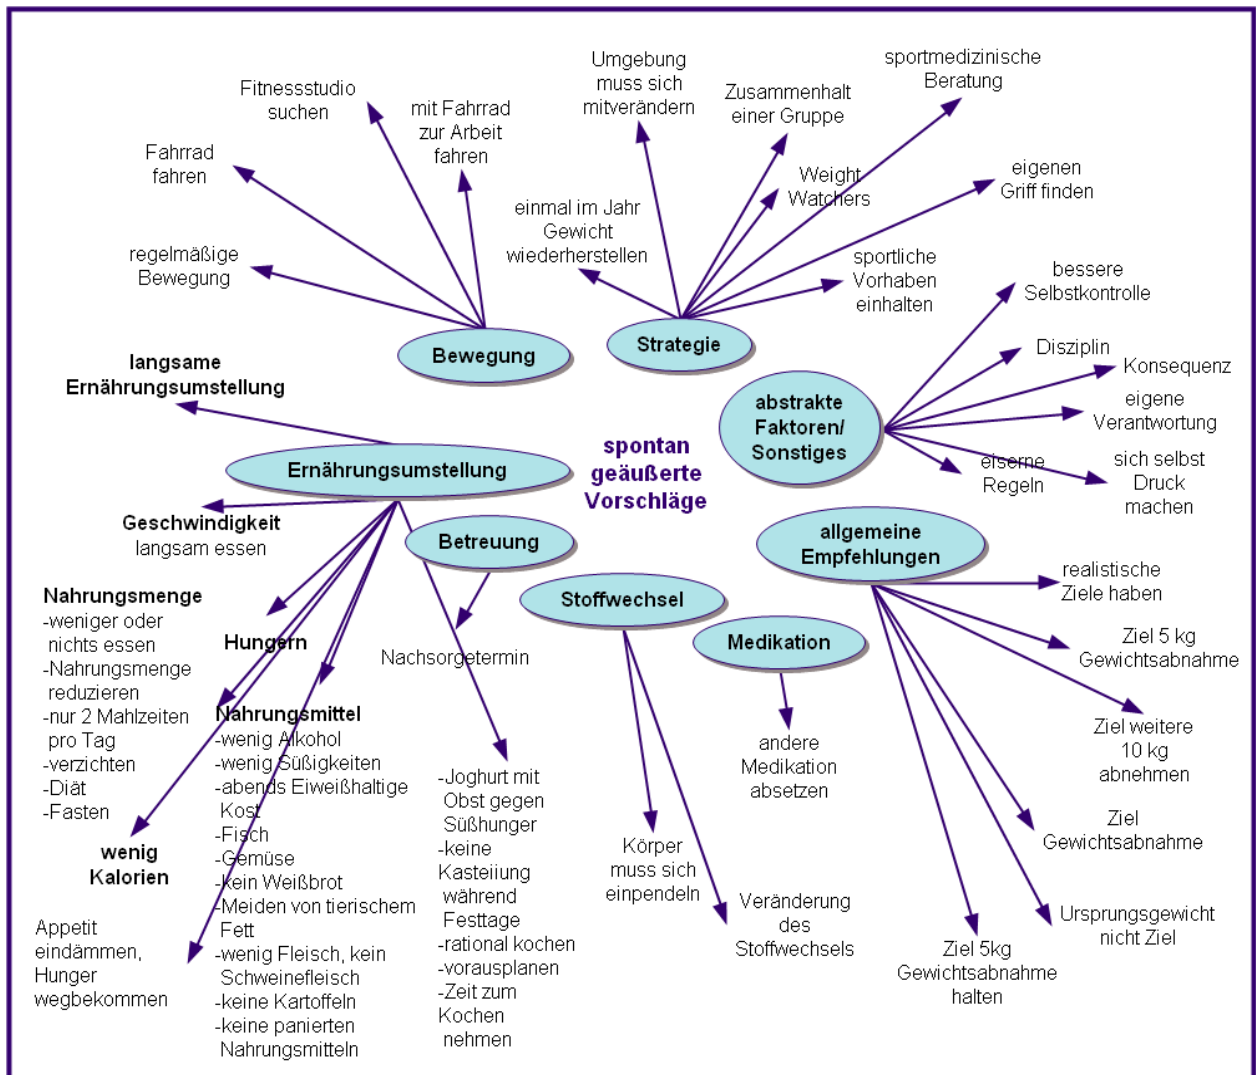 Fitnessstudio
suchen
mit Fahrrad
zur Arbeit
fahren
Fahrrad
fahren
regelmäßige
Bewegung
Bewegung
Umgebung
muss sich
mitverändern
Zusammenhalt
einer Gruppe
sportmedizinische
Beratung
Weight
Watchers
eigenen
Griff finden
einmal im Jahr
Gewicht
wiederherstellen
sportliche
Vorhaben
einhalten
Strategie
bessere
Selbstkontrolle
Disziplin
Konsequenz
eigene
Verantwortung
eiserne
Regeln
sich selbst
Druck
machen
abstrakte
Faktoren/
Sonstiges
spontan
geäußerte
Vorschläge
langsame
Ernährungsumstellung
Ernährungsumstellung
Geschwindigkeit
langsam essen
Betreuung
Nachsorgetermin
Nahrungsmenge
-weniger oder
nichts essen
-Nahrungsmenge
reduzieren
-nur 2 Mahlzeiten
pro Tag
-verzichten
-Diät
-Fasten
Hungern
wenig
Kalorien
Appetit
eindämmen,
Hunger
wegbekommen
Nahrungsmittel
-wenig Alkohol
-wenig Süßigkeiten
-abends Eiweißhaltige
Kost
-Fisch
-Gemüse
-kein Weißbrot
-Meiden von tierischem
Fett
-wenig Fleisch, kein
Schweinefleisch
-keine Kartoffeln
-keine panierten
Nahrungsmitteln
-Joghurt mit
Obst gegen
Süßhunger
-keine
Kasteiiung
während
Festtage
-rational kochen
-vorausplanen
-Zeit zum
Kochen
nehmen
Stoffwechsel
Körper
muss sich
einpendeln
Veränderung
des
Stoffwechsels
Medikation
andere
Medikation
absetzen
allgemeine
Empfehlungen
realistische
Ziele haben
Ziel 5 kg
Gewichtsabnahme
Ziel weitere
10 kg
abnehmen
Ziel
Gewichtsabnahme
Ursprungsgewicht
nicht Ziel
Ziel 5kg
Gewichtsabnahme
halten